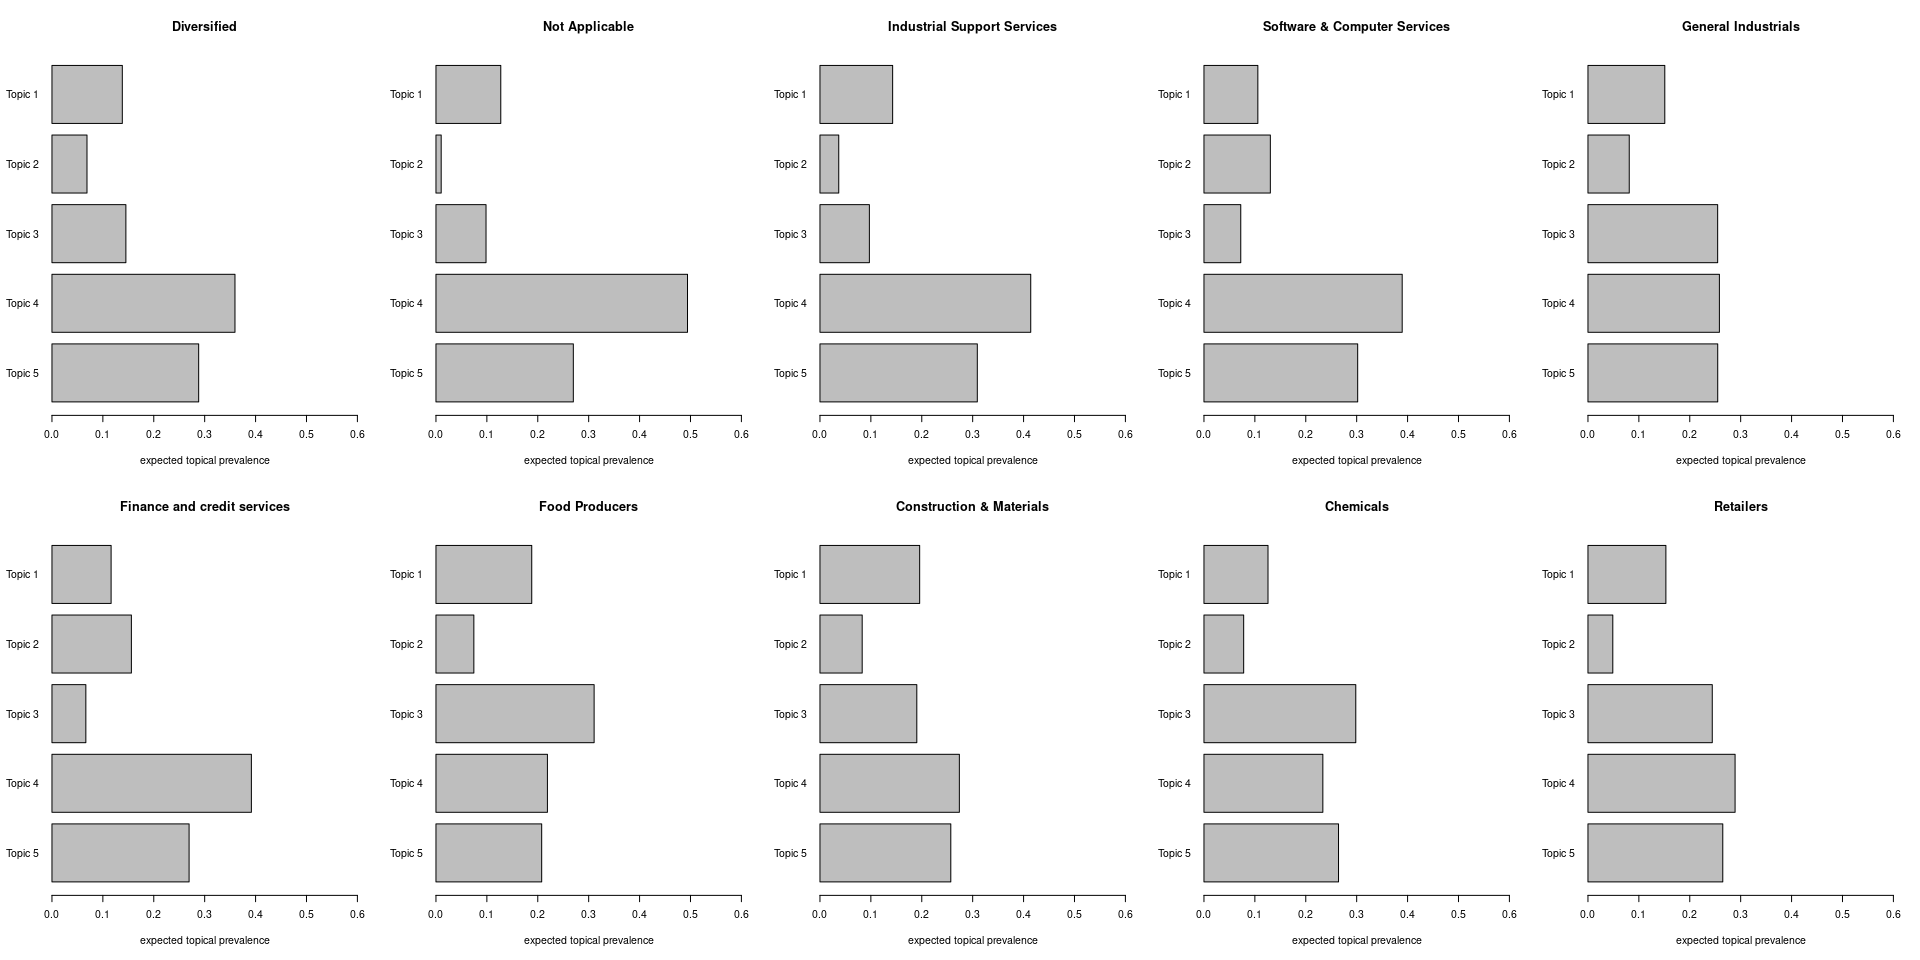 Diversified
Topic 1
Topic 2
Topic 3
Topic 4
Topic 5
0.0 0.1 0.2 0.3 0.4 0.5 0.6
expected topical prevalence
Not Applicable
Topic 1
Topic 2
Topic 3
Topic 4
Topic 5
0.0 0.1 0.2 0.3 0.4 0.5 0.6
expected topical prevalence
Industrial Support Services
Topic 1
Topic 2
Topic 3
Topic 4
Topic 5
0.0 0.1 0.2 0.3 0.4 0.5 0.6
expected topical prevalence
Software & Computer Services
Topic 1
Topic 2
Topic 3
Topic 4
Topic 5
0.0 0.1 0.2 0.3 0.4 0.5 0.6
expected topical prevalence
General Industrials
Topic 1
Topic 2
Topic 3
Topic 4
Topic 5
0.0 0.1 0.2 0.3 0.4 0.5 0.6
expected topical prevalence
Finance and credit services
Topic 1
Topic 2
Topic 3
Topic 4
Topic 5
0.0 0.1 0.2 0.3 0.4 0.5 0.6
expected topical prevalence
Food Producers
Topic 1
Topic 2
Topic 3
Topic 4
Topic 5
0.0 0.1 0.2 0.3 0.4 0.5 0.6
expected topical prevalence
Construction & Materials
Topic 1
Topic 2
Topic 3
Topic 4
Topic 5
0.0 0.1 0.2 0.3 0.4 0.5 0.6
expected topical prevalence
Chemicals
Topic 1
Topic 2
Topic 3
Topic 4
Topic 5
0.0 0.1 0.2 0.3 0.4 0.5 0.6
expected topical prevalence
Retailers
Topic 1
Topic 2
Topic 3
Topic 4
Topic 5
0.0 0.1 0.2 0.3 0.4 0.5 0.6
expected topical prevalence